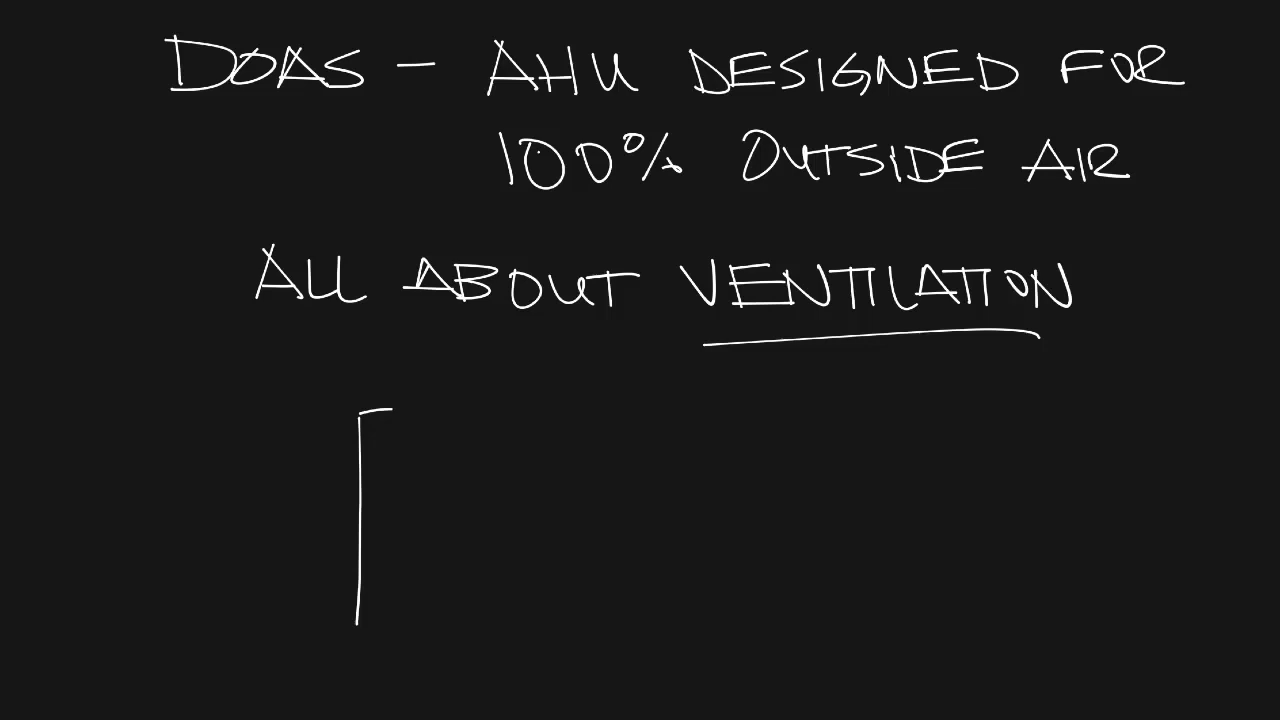 DOAS - AHU DESIGNED FOR
100% OUTSIDE AIR
ALL ABOUT VENTILATION